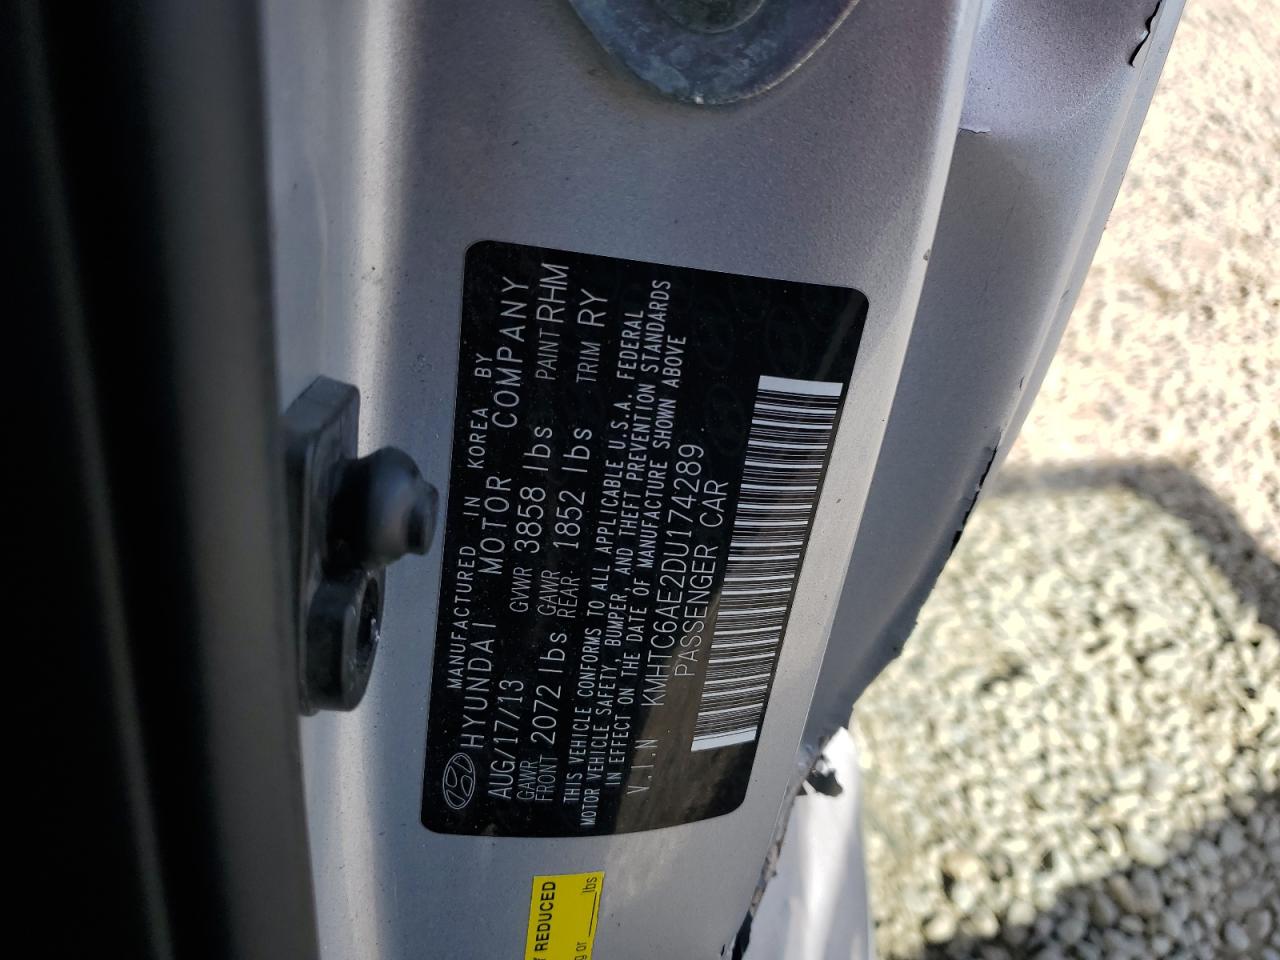 MANUFACTURED IN KOREA BY
HYUNDAI MOTOR COMPANY
AUG/17/13 GVWR 3858 lbs PAINT RHM
GAWR FRONT 2072 lbs GAWR REAR 1852 lbs TRIM RY
THIS VEHICLE CONFORMS TO ALL APPLICABLE U.S.A. FEDERAL
MOTOR VEHICLE SAFETY, BUMPER, AND THEFT PREVENTION STANDARDS
IN EFFECT ON THE DATE OF MANUFACTURE SHOWN ABOVE
V.I.N KMHTC6AE2DU174289
PASSENGER CAR
REDUCED
or ____lbs